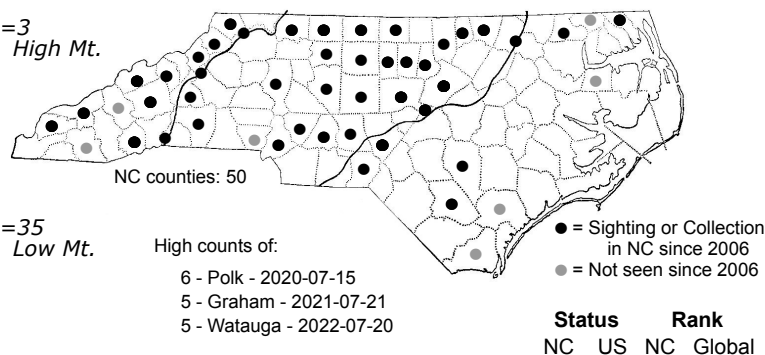 =3
High Mt.
NC counties: 50
=35
Low Mt.
High counts of:
6 - Polk - 2020-07-15
5 - Graham - 2021-07-21
5 - Watauga - 2022-07-20
● = Sighting or Collection
in NC since 2006
● = Not seen since 2006
Status Rank
NC US NC Global